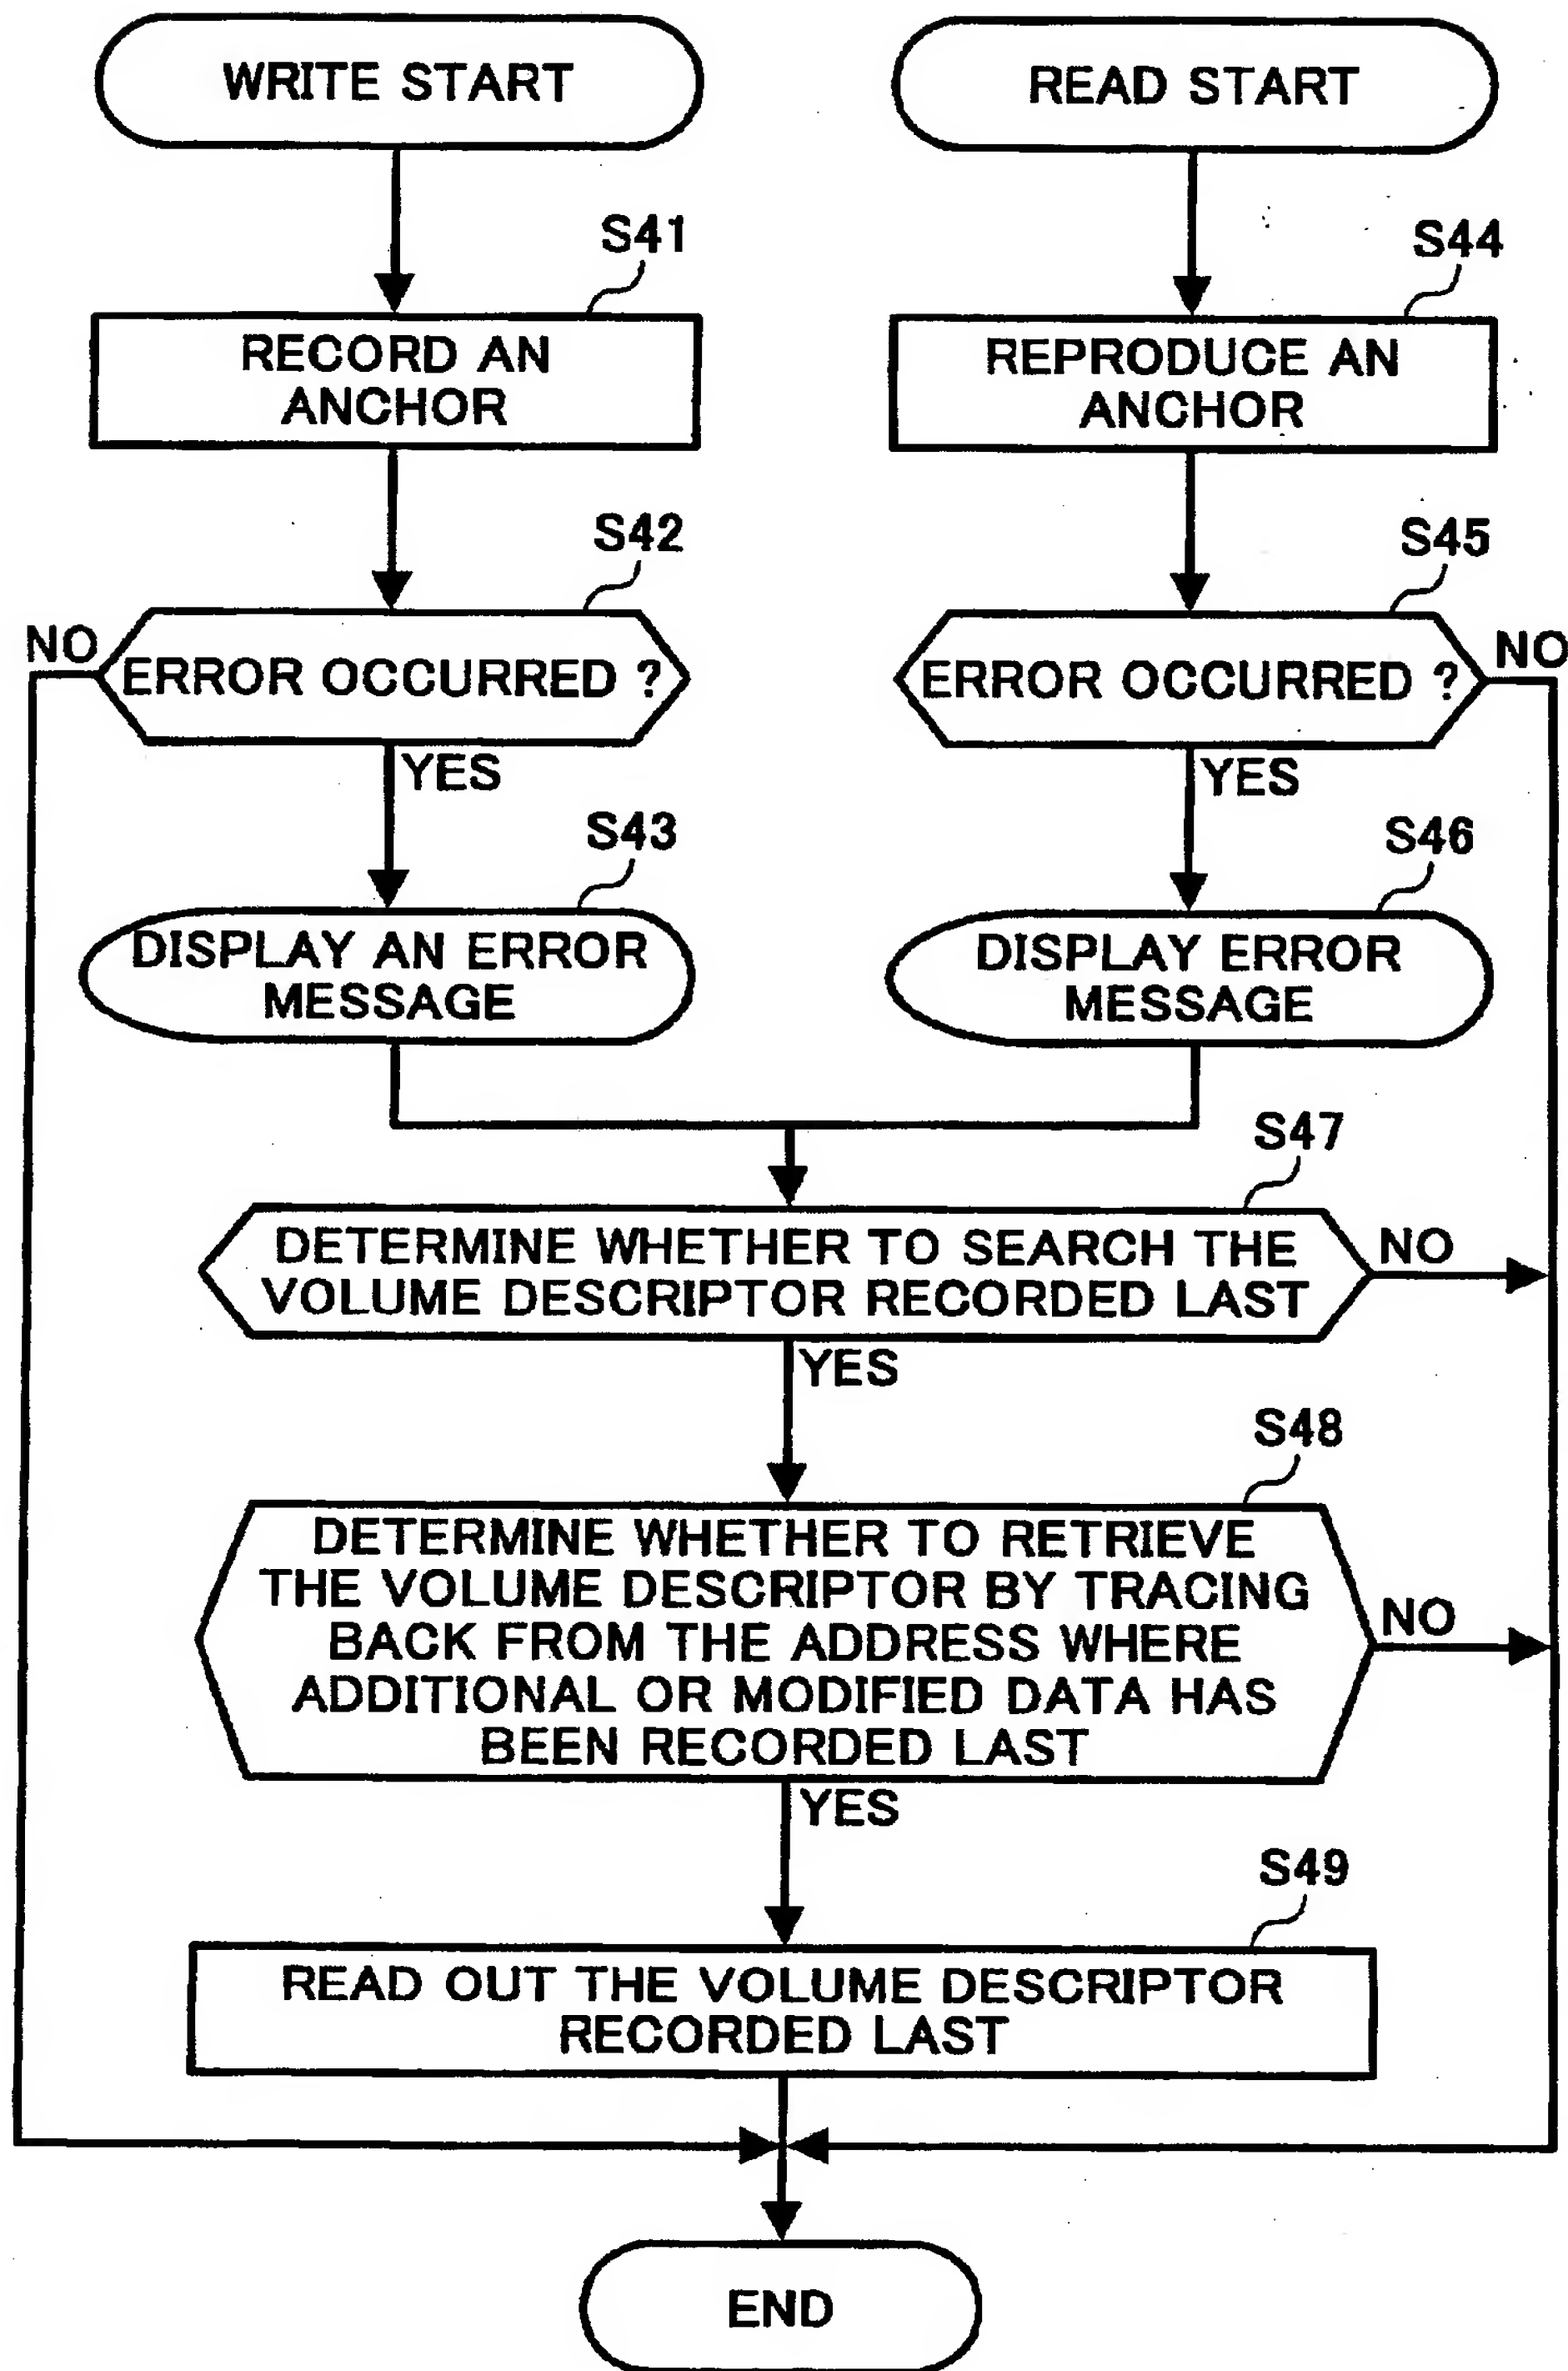 WRITE START
READ START
S41
S44
RECORD AN
ANCHOR
REPRODUCE AN
ANCHOR
S42
S45
NO
ERROR OCCURRED ?
ERROR OCCURRED ?
NO
YES
YES
S43
S46
DISPLAY AN ERROR
MESSAGE
DISPLAY ERROR
MESSAGE
S47
DETERMINE WHETHER TO SEARCH THE
VOLUME DESCRIPTOR RECORDED LAST
NO
YES
S48
DETERMINE WHETHER TO RETRIEVE
THE VOLUME DESCRIPTOR BY TRACING
BACK FROM THE ADDRESS WHERE
ADDITIONAL OR MODIFIED DATA HAS
BEEN RECORDED LAST
NO
YES
S49
READ OUT THE VOLUME DESCRIPTOR
RECORDED LAST
END